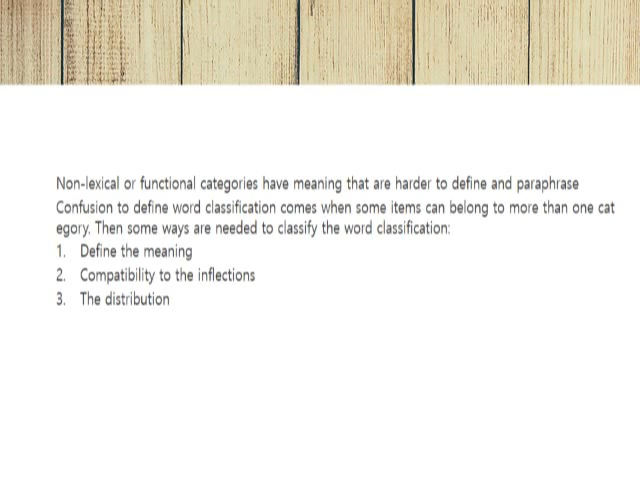 Non-lexical or functional categories have meaning that are harder to define and paraphrase
Confusion to define word classification comes when some items can belong to more than one cat
egory. Then some ways are needed to classify the word classification:
1. Define the meaning
2. Compatibility to the inflections
3. The distribution